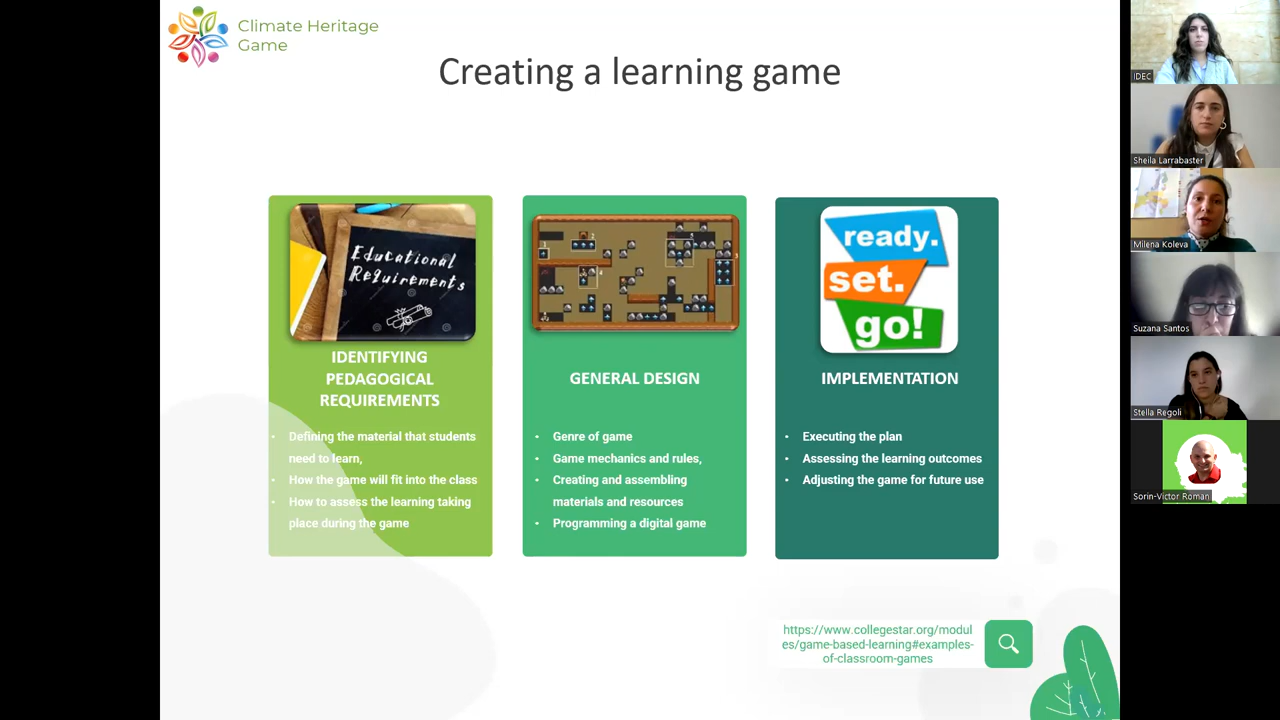 Climate Heritage
Game
Creating a learning game
Educational
Requirements
IDENTIFYING
PEDAGOGICAL
REQUIREMENTS
• Defining the material that students
need to learn,
• How the game will fit into the class
• How to assess the learning taking
place during the game
GENERAL DESIGN
• Genre of game
• Game mechanics and rules,
• Creating and assembling
materials and resources
• Programming a digital game
ready.
set.
go!
IMPLEMENTATION
• Executing the plan
• Assessing the learning outcomes
• Adjusting the game for future use
https://www.collegestar.org/modul
es/game-based-learning#examples-
of-classroom-games
IDEC
Sheila Larrabaster
Milena Koleva
Suzana Santos
Stella Regoli
Sorin-Victor Roman